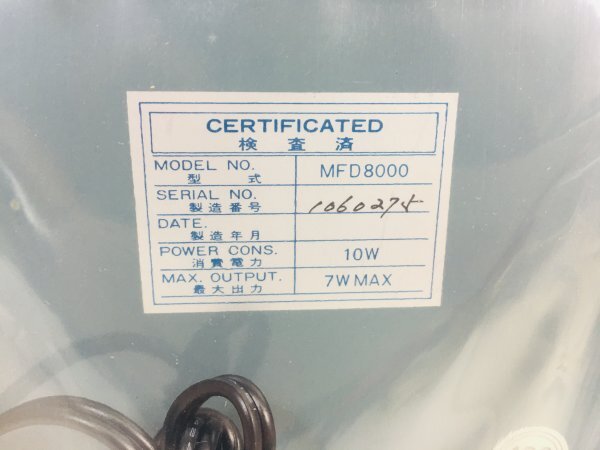 CERTIFICATED
検査済
MODEL NO. MFD8000
型式
SERIAL NO. 1060275
製造番号
DATE.
製造年月
POWER CONS. 10W
消費電力
MAX. OUTPUT. 7W MAX
最大出力